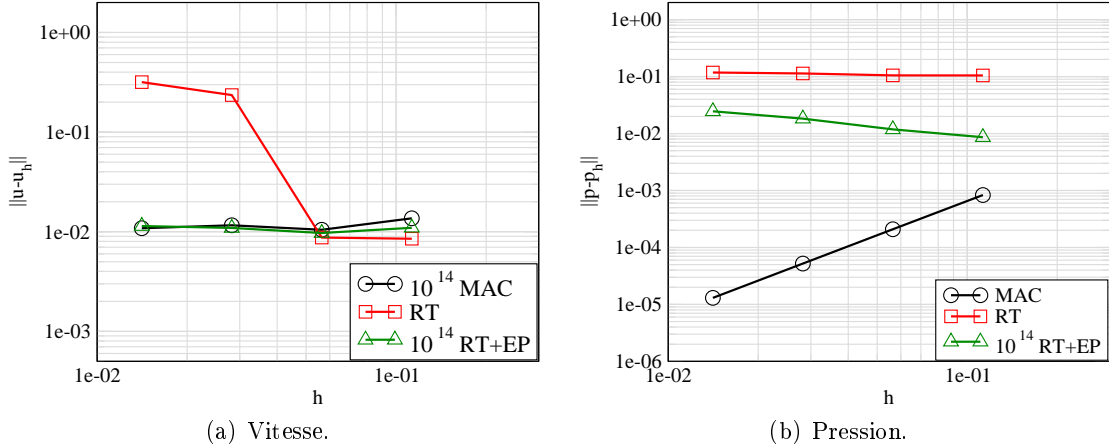 1e+00
1e-01
1e-02
1e-03
||u-u_h||
10^14 MAC
RT
10^14 RT+EP
1e-02
1e-01
h
(a) Vitesse.
1e+00
1e-01
1e-02
1e-03
1e-04
1e-05
1e-06
||p-p_h||
MAC
RT
10^14 RT+EP
1e-02
1e-01
h
(b) Pression.